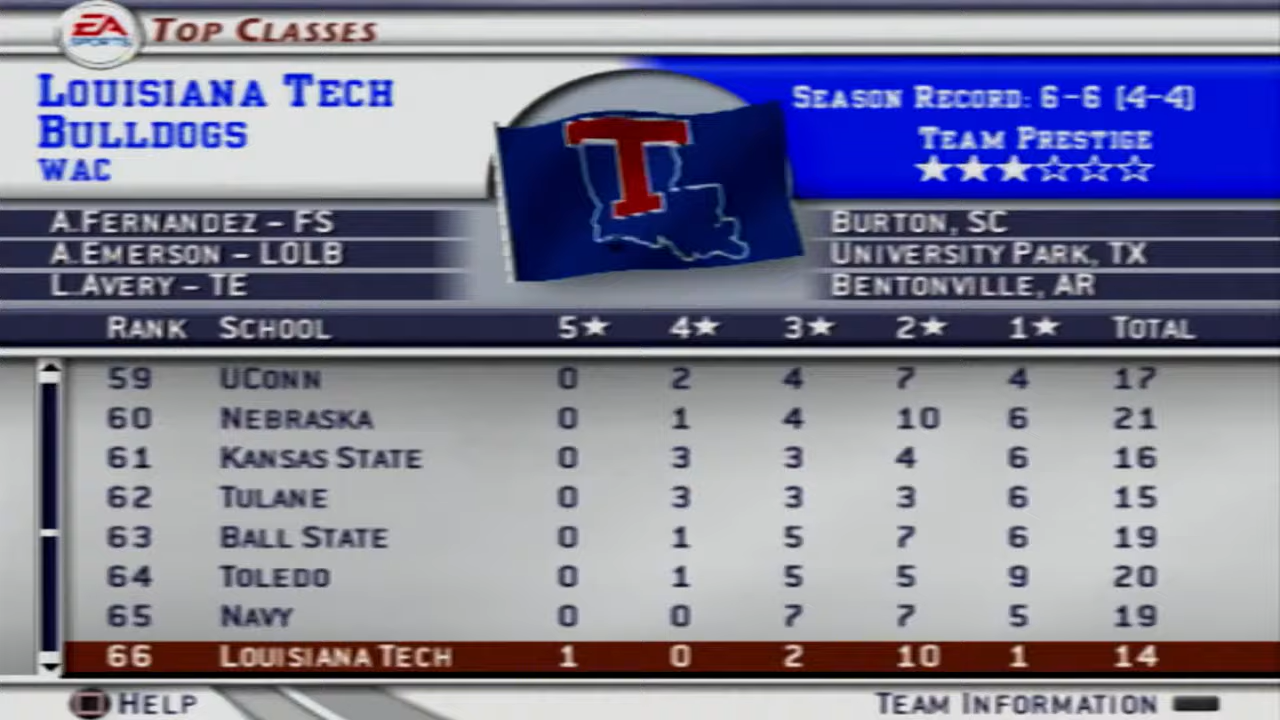 EA SPORTS TOP CLASSES
LOUISIANA TECH
BULLDOGS
WAC
SEASON RECORD: 6-6 (4-4)
TEAM PRESTIGE
★★★☆☆☆
T
A.FERNANDEZ - FS BURTON, SC
A.EMERSON - LOLB UNIVERSITY PARK, TX
L.AVERY - TE BENTONVILLE, AR
RANK SCHOOL 5★ 4★ 3★ 2★ 1★ TOTAL
59 UCONN 0 2 4 7 4 17
60 NEBRASKA 0 1 4 10 6 21
61 KANSAS STATE 0 3 3 4 6 16
62 TULANE 0 3 3 3 6 15
63 BALL STATE 0 1 5 7 6 19
64 TOLEDO 0 1 5 5 9 20
65 NAVY 0 0 7 7 5 19
66 LOUISIANA TECH 1 0 2 10 1 14
HELP TEAM INFORMATION